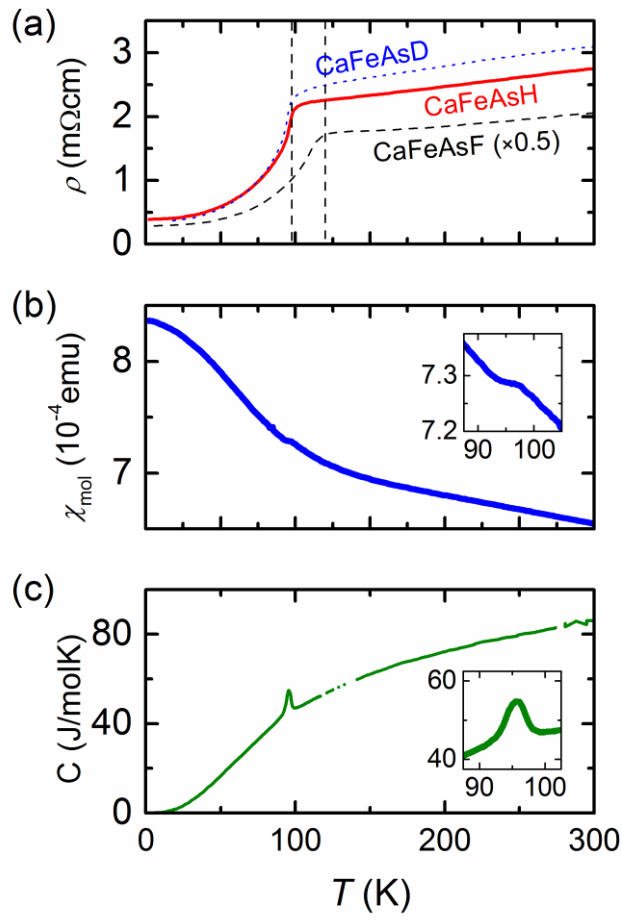 (a)
3
2
1
0
ρ (mΩcm)
CaFeAsD
CaFeAsH
CaFeAsF (×0.5)
(b)
8
7
χmol (10⁻⁴emu)
7.3
7.2
90 100
(c)
80
40
0
C (J/molK)
60
40
90 100
0 100 200 300
T (K)